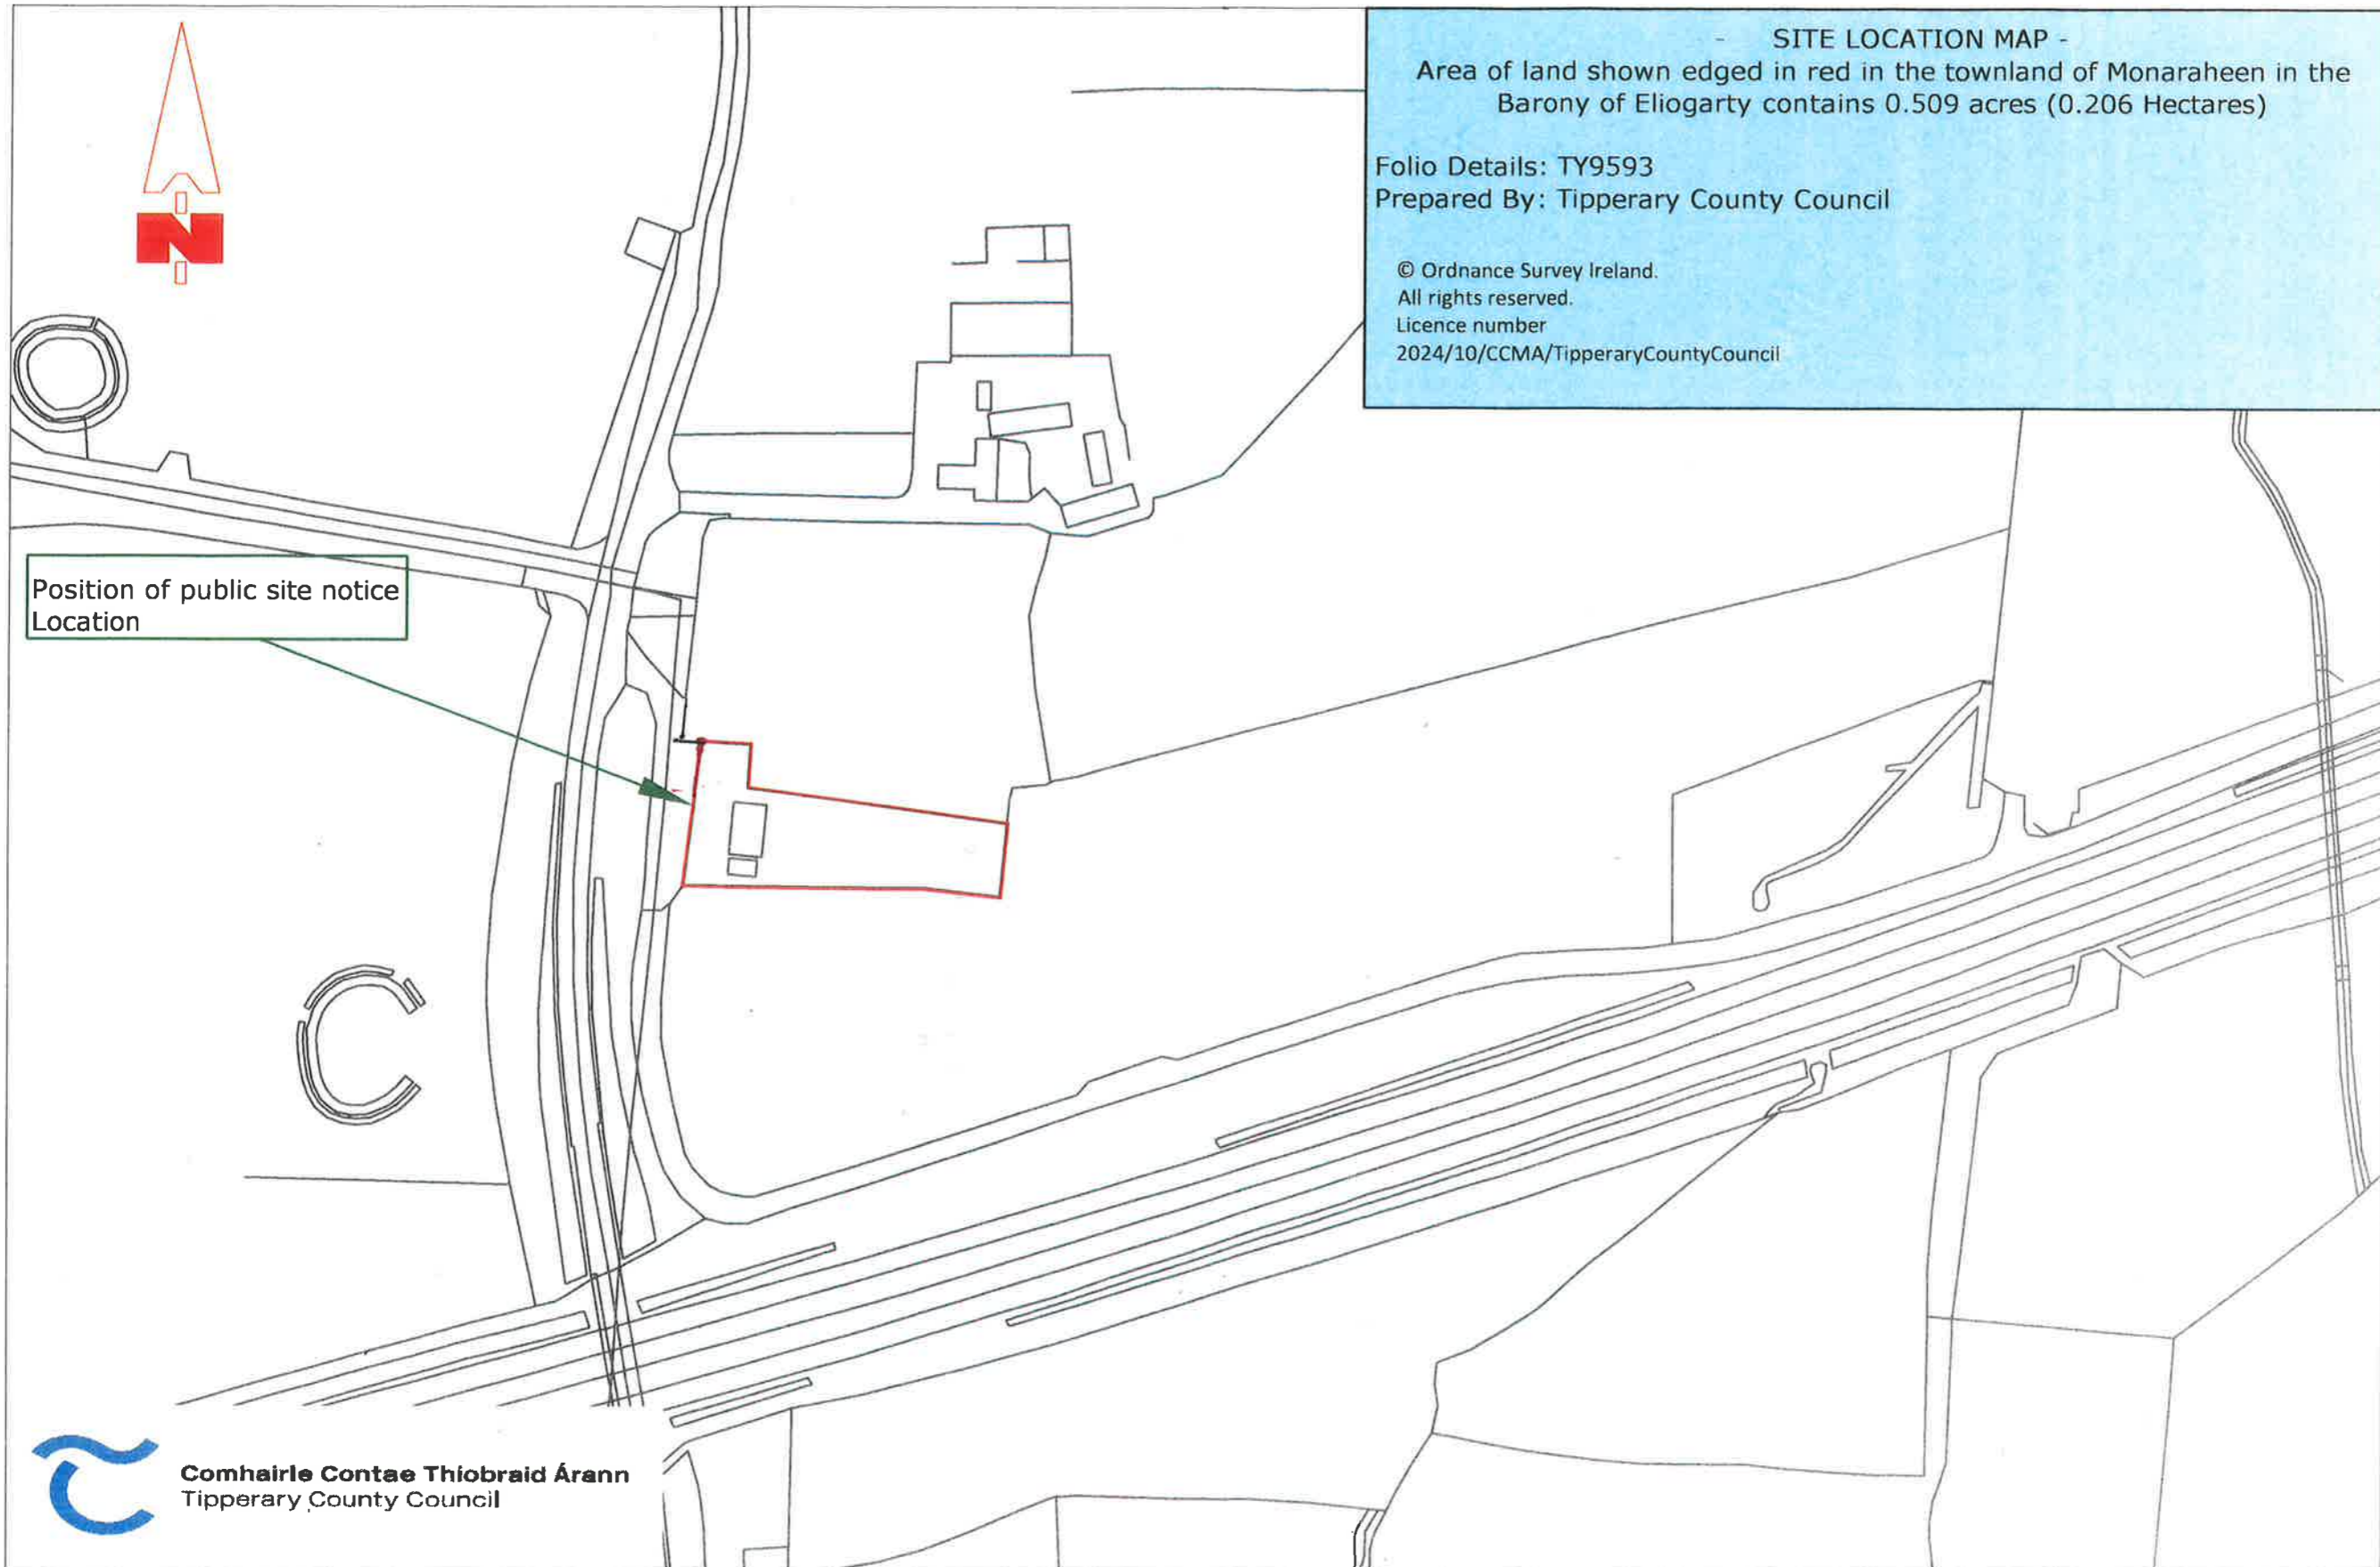 - SITE LOCATION MAP -
Area of land shown edged in red in the townland of Monaraheen in the
Barony of Eliogarty contains 0.509 acres (0.206 Hectares)
Folio Details: TY9593
Prepared By: Tipperary County Council
© Ordnance Survey Ireland.
All rights reserved.
Licence number
2024/10/CCMA/TipperaryCountyCouncil
N
Position of public site notice
Location
Comhairle Contae Thiobraid Árann
Tipperary County Council